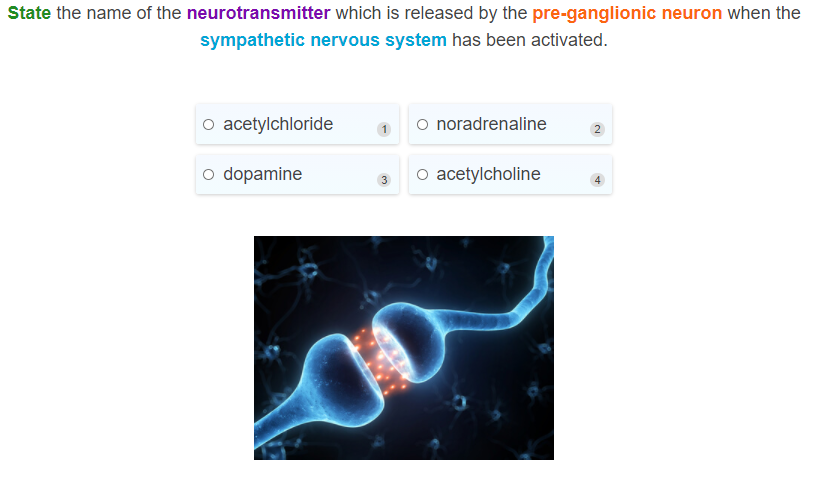 State the name of the neurotransmitter which is released by the pre-ganglionic neuron when the
sympathetic nervous system has been activated.
acetylchloride 1
noradrenaline 2
dopamine 3
acetylcholine 4